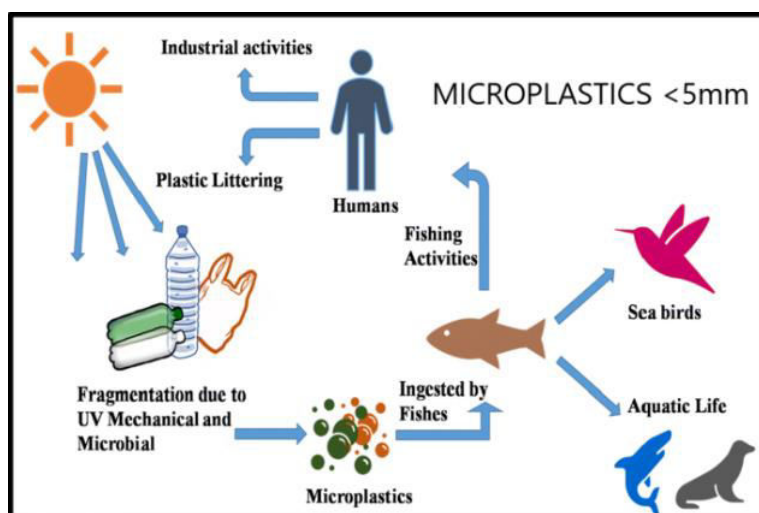 Industrial activities
MICROPLASTICS <5mm
Plastic Littering
Humans
Fishing
Activities
Sea birds
Fragmentation due to
UV Mechanical and
Microbial
Ingested by
Fishes
Aquatic Life
Microplastics